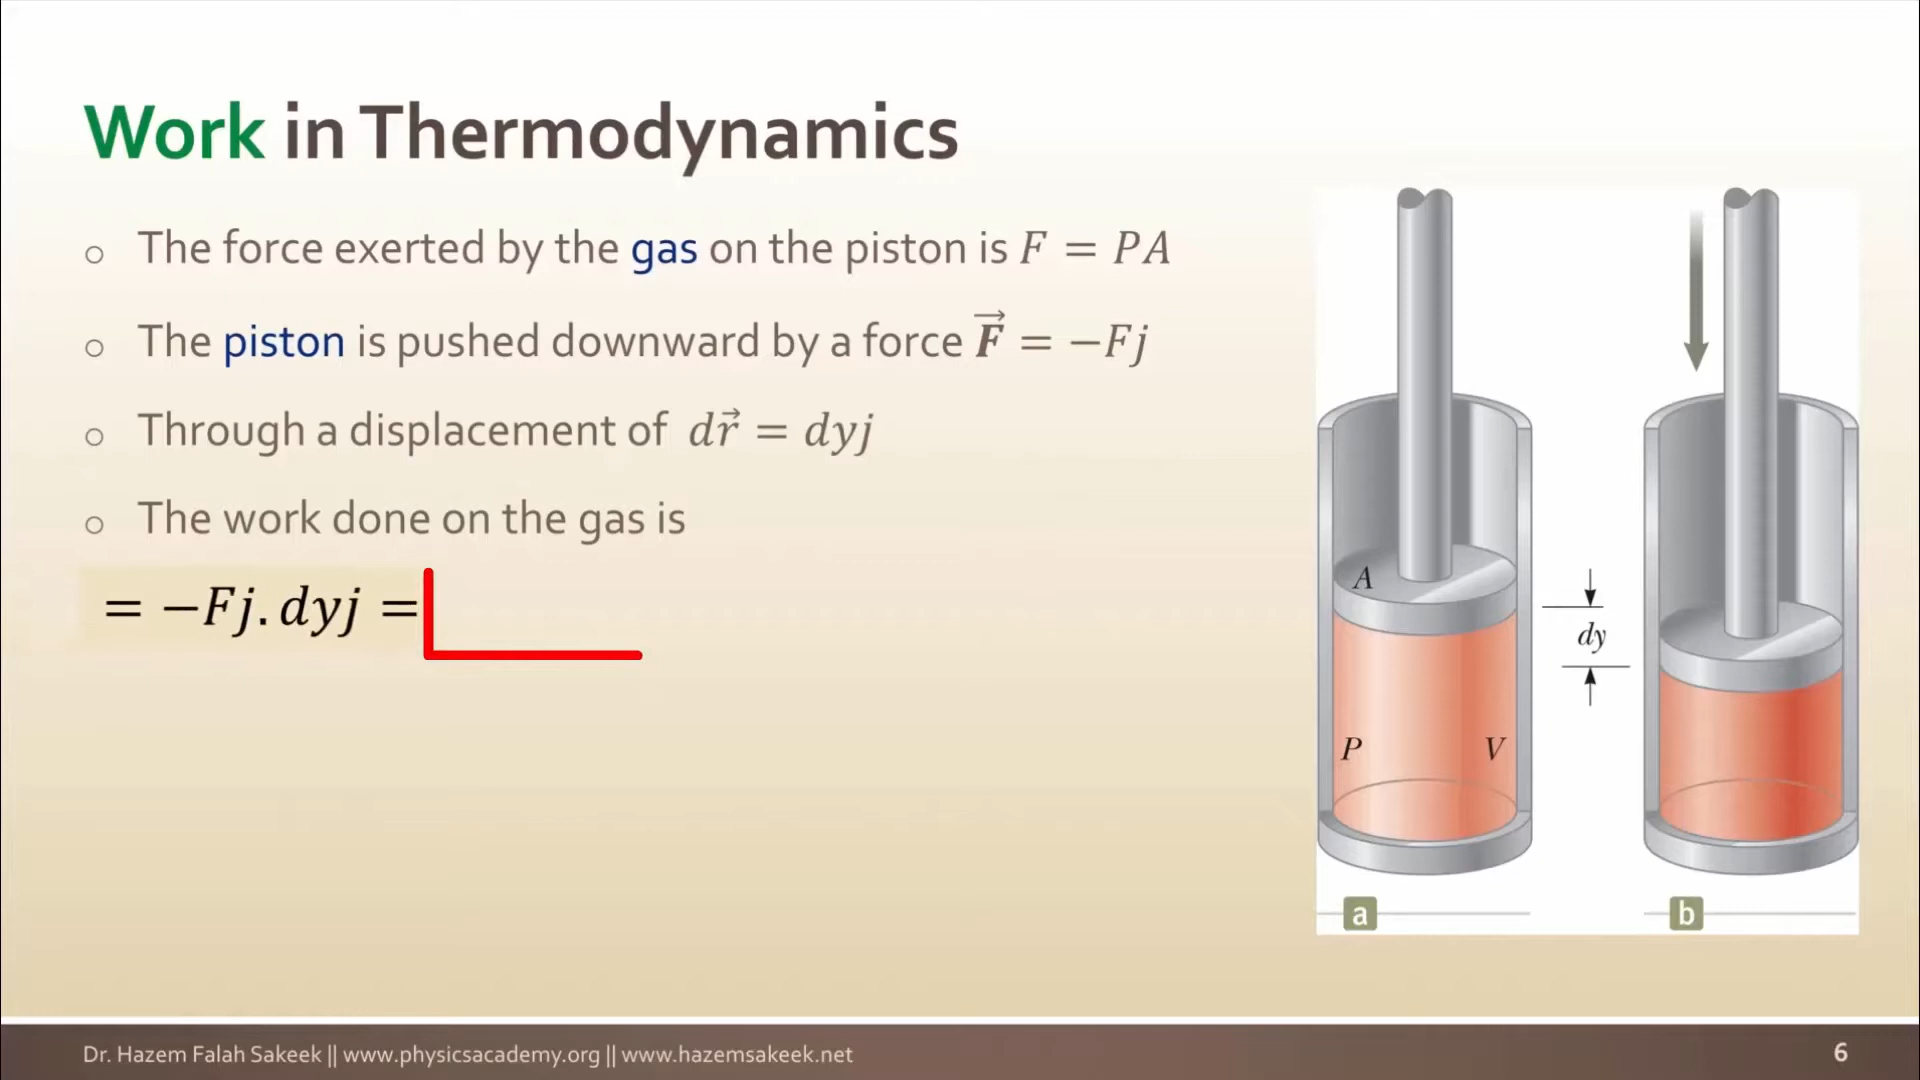 Work in Thermodynamics
○ The force exerted by the gas on the piston is F = PA
○ The piston is pushed downward by a force F⃗ = −Fj
○ Through a displacement of dr⃗ = dyj
○ The work done on the gas is
= −Fj. dyj =
A
dy
P V
a b
Dr. Hazem Falah Sakeek || www.physicsacademy.org || www.hazemsakeek.net
6